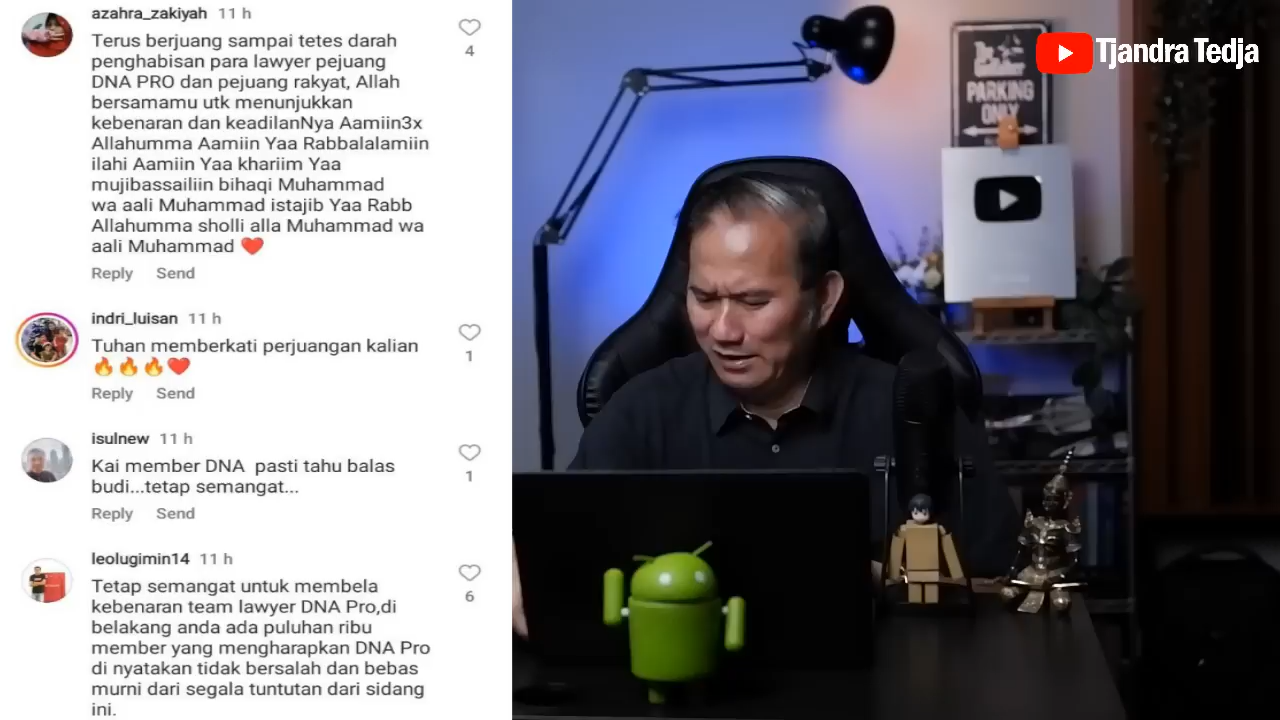 azahra_zakiyah 11 h
Terus berjuang sampai tetes darah
penghabisan para lawyer pejuang
DNA PRO dan pejuang rakyat, Allah
bersamamu utk menunjukkan
kebenaran dan keadilanNya Aamiin3x
Allahumma Aamiin Yaa Rabbalalamiin
ilahi Aamiin Yaa khariim Yaa
mujibassailiin bihaqi Muhammad
wa aali Muhammad istajib Yaa Rabb
Allahumma sholli alla Muhammad wa
aali Muhammad ❤️
4
Reply Send
indri_luisan 11 h
Tuhan memberkati perjuangan kalian
🔥🔥🔥❤️
1
Reply Send
isulnew 11 h
Kai member DNA pasti tahu balas
budi...tetap semangat...
1
Reply Send
leolugimin14 11 h
Tetap semangat untuk membela
kebenaran team lawyer DNA Pro,di
belakang anda ada puluhan ribu
member yang mengharapkan DNA Pro
di nyatakan tidak bersalah dan bebas
murni dari segala tuntutan dari sidang
ini.
6
Tjandra Tedja
The
Godfather
PARKING
ONLY